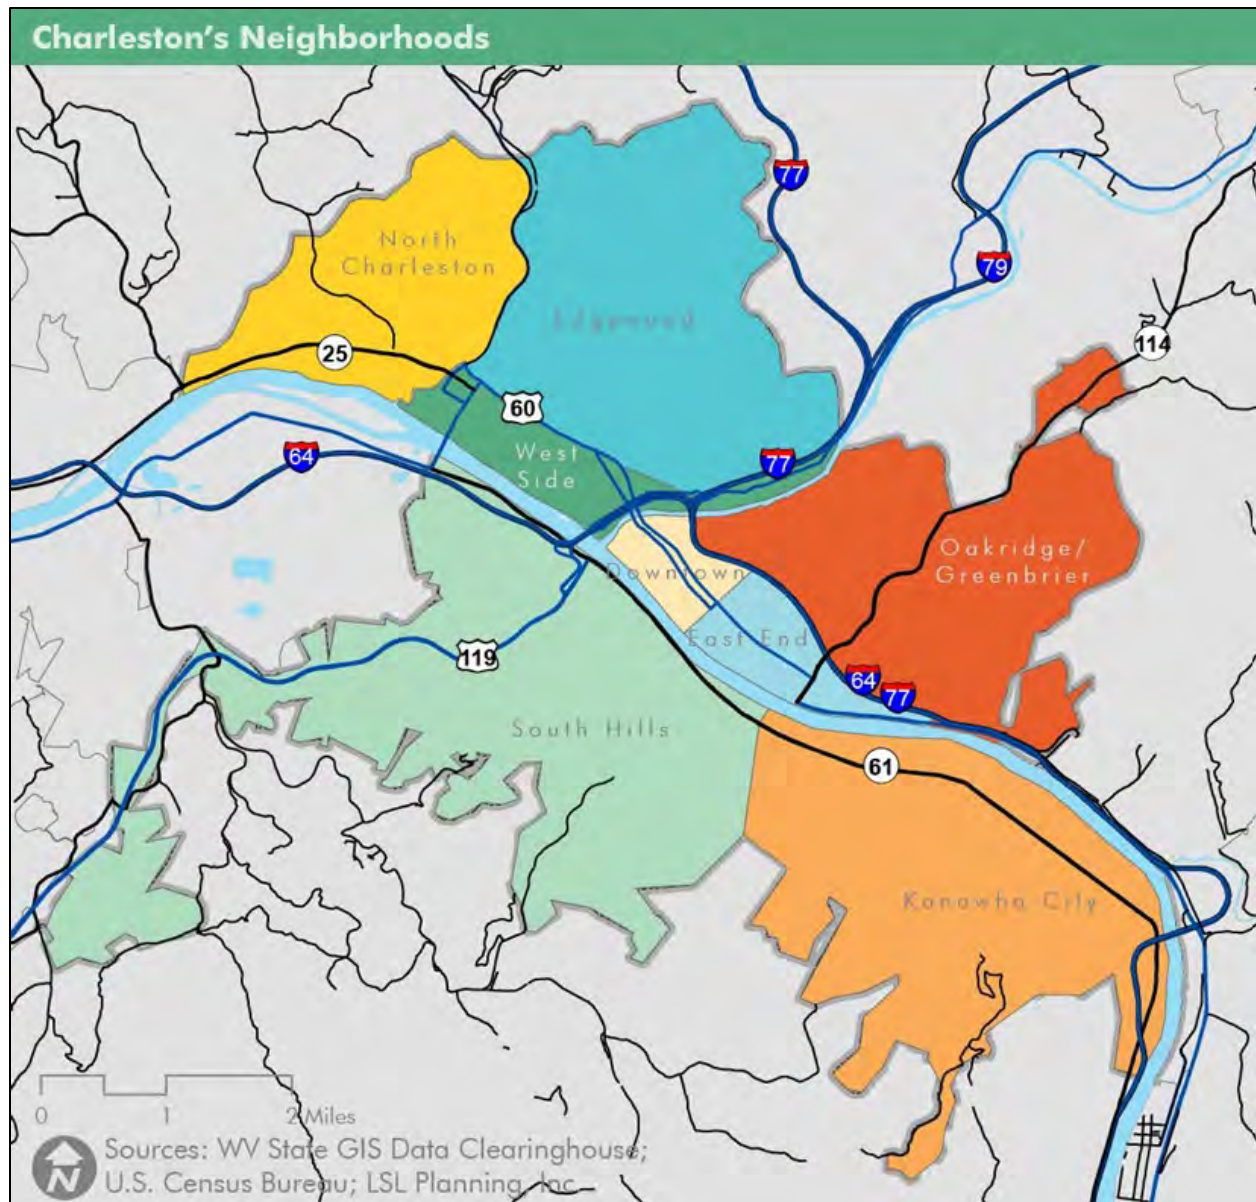 Charleston's Neighborhoods
77
79
North
Charleston
Edgewood
114
25
60
64
West
Side
77
Oakridge/
Greenbrier
Downtown
East End
119
64
77
South Hills
61
Kanawha City
0 1 2 Miles
N
Sources: WV State GIS Data Clearinghouse;
U.S. Census Bureau; LSL Planning, Inc.